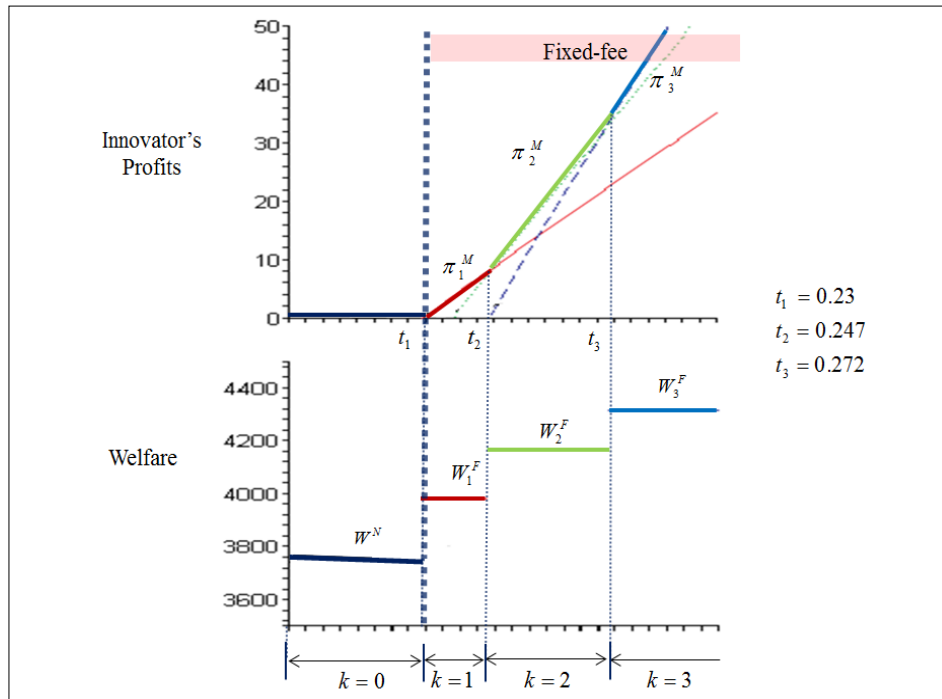 50
Fixed-fee
40
π₃ᴹ
Innovator's
Profits
30
π₂ᴹ
20
10
π₁ᴹ
0
t₁
t₂
t₃
t₁ = 0.23
t₂ = 0.247
t₃ = 0.272
4400
W₃ᶠ
4200
W₂ᶠ
Welfare
W₁ᶠ
4000
3800
Wᴺ
3600
k = 0
k = 1
k = 2
k = 3